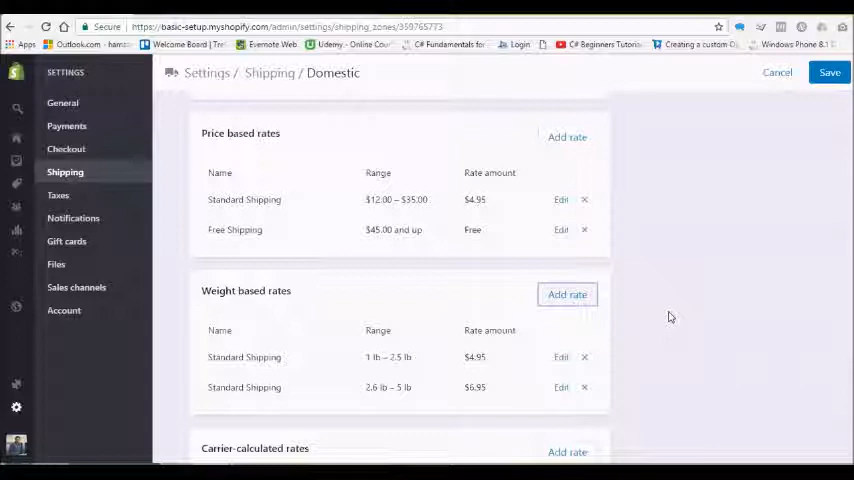 Secure https://basic-setup.myshopify.com/admin/settings/shipping_zones/359765773
Apps Outlook.com - hamza Welcome Board | Tre Evernote Web Udemy - Online Cou C# Fundamentals for Login C# Beginners Tutoria Creating a custom O Windows Phone 8.1
SETTINGS
Settings / Shipping / Domestic
Cancel
Save
General
Payments
Checkout
Shipping
Taxes
Notifications
Gift cards
Files
Sales channels
Account
Price based rates
Add rate
Name Range Rate amount
Standard Shipping $12.00 – $35.00 $4.95 Edit ×
Free Shipping $45.00 and up Free Edit ×
Weight based rates
Add rate
Name Range Rate amount
Standard Shipping 1 lb – 2.5 lb $4.95 Edit ×
Standard Shipping 2.6 lb – 5 lb $6.95 Edit ×
Carrier-calculated rates
Add rate